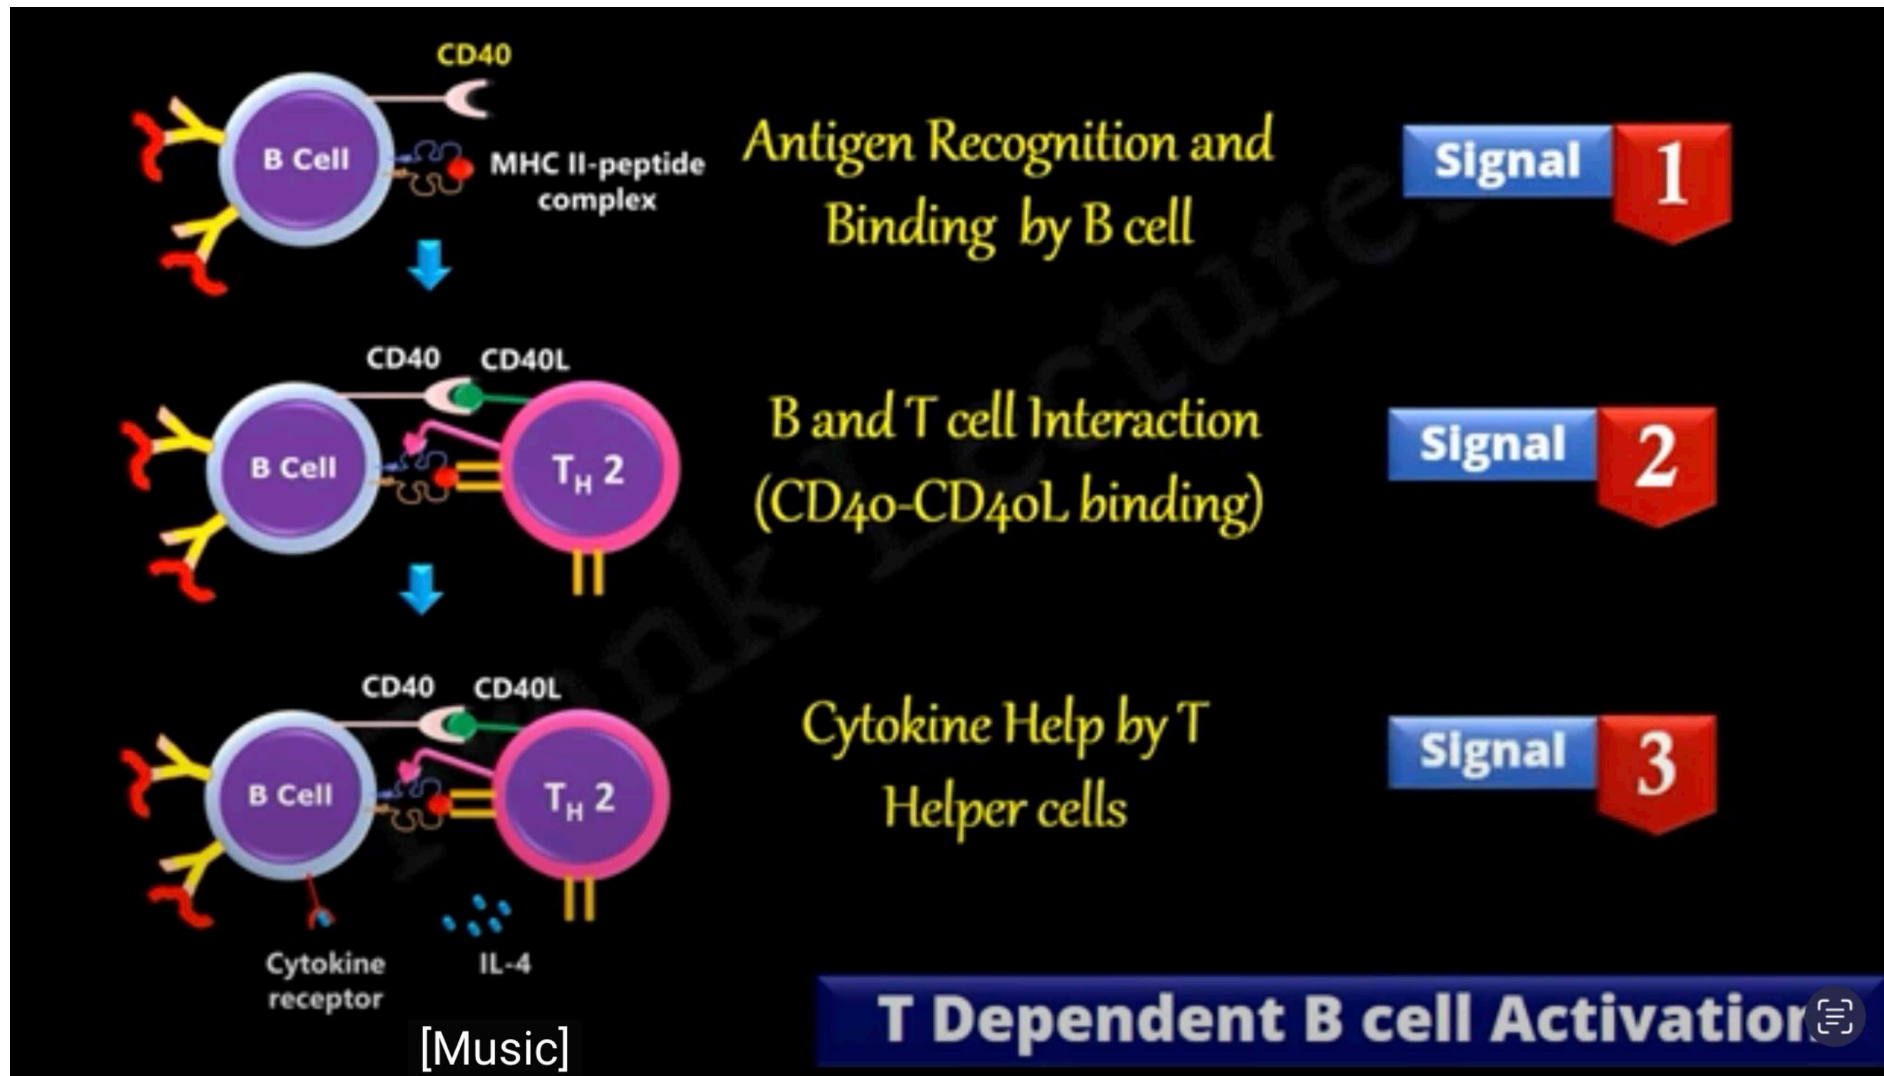 CD40
B Cell
MHC II-peptide
complex
Antigen Recognition and
Binding by B cell
Signal 1
CD40 CD40L
B Cell
TH 2
B and T cell Interaction
(CD40-CD40L binding)
Signal 2
CD40 CD40L
B Cell
TH 2
Cytokine Help by T
Helper cells
Signal 3
Cytokine
receptor
IL-4
T Dependent B cell Activation
[Music]